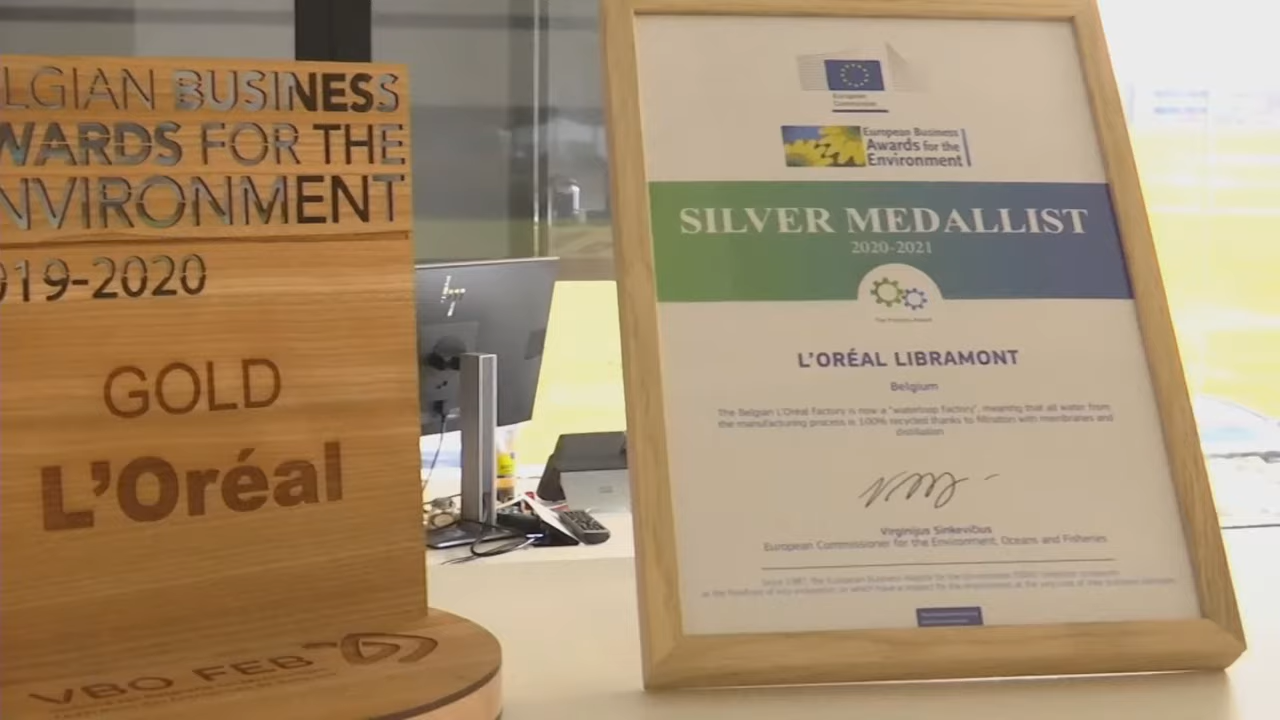 LGIAN BUSINESS
WARDS FOR THE
NVIRONMENT
019-2020
GOLD
L'Oréal
VBO FEB
European
Commission
European Business
Awards for the
Environment
SILVER MEDALLIST
2020-2021
L'ORÉAL LIBRAMONT
Belgium
The Belgian L'Oréal factory is now a "waterloop factory", meaning that all water from
the manufacturing process is 100% recycled thanks to filtration with membranes and
distillation
Virginijus Sinkevičius
European Commissioner for the Environment, Oceans and Fisheries